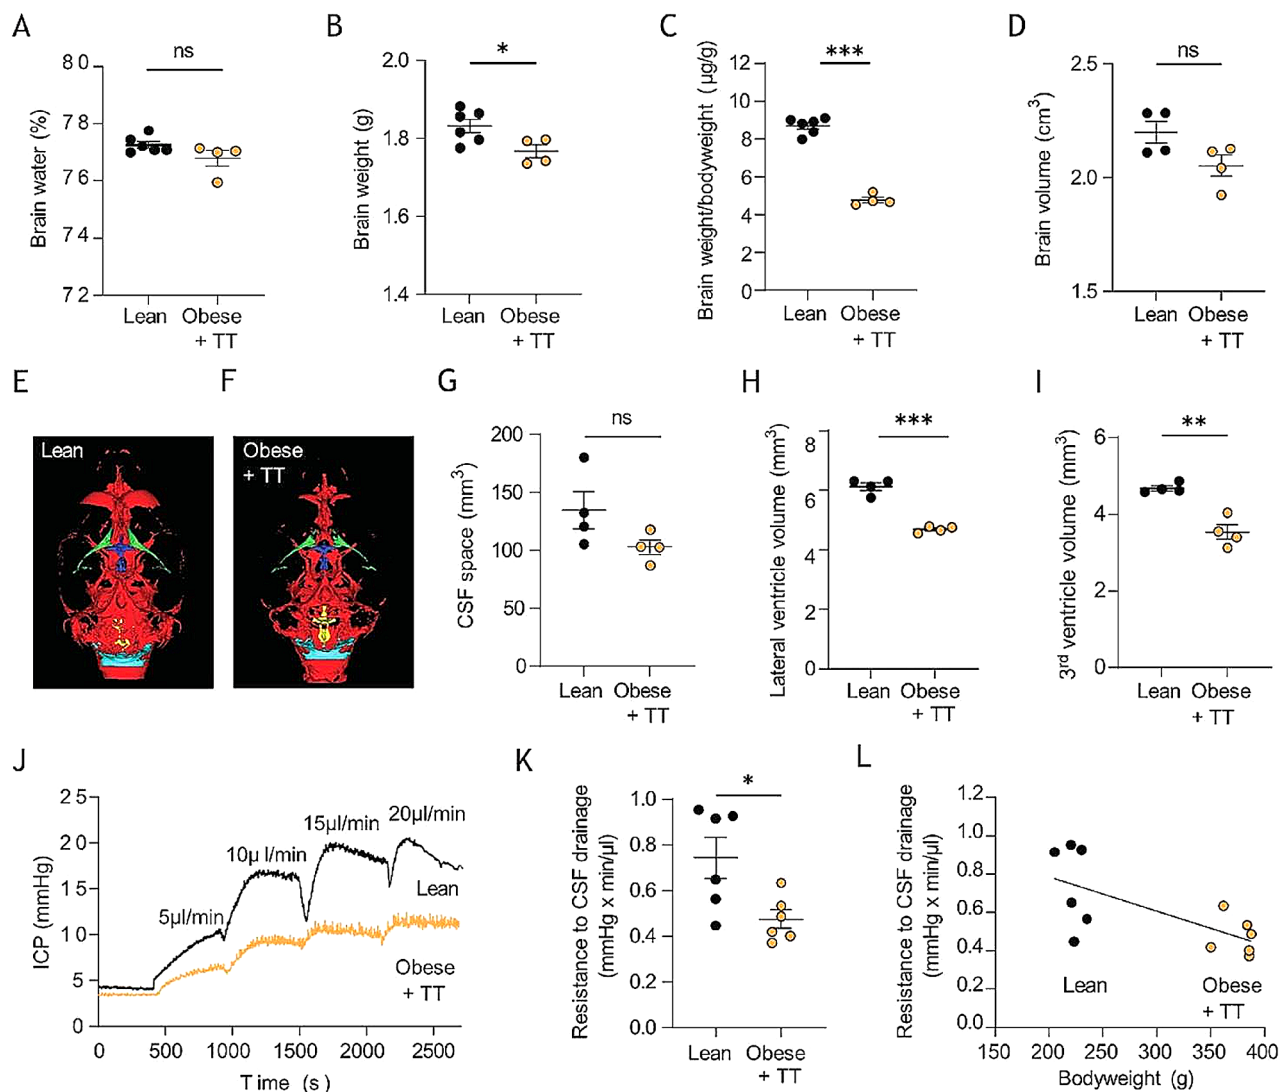 A
ns
Brain water (%)
80
78
76
74
72
Lean
Obese
+ TT
B
*
Brain weight (g)
2.0
1.8
1.6
1.4
Lean
Obese
+ TT
C
***
Brain weight/bodyweight (µg/g)
12
10
8
6
4
2
0
Lean
Obese
+ TT
D
ns
Brain volume (cm³)
2.5
2.0
1.5
Lean
Obese
+ TT
E
Lean
F
Obese
+ TT
G
ns
CSF space (mm³)
200
150
100
50
0
Lean
Obese
+ TT
H
***
Lateral ventricle volume (mm³)
8
6
4
2
0
Lean
Obese
+ TT
I
**
3rd ventricle volume (mm³)
6
4
2
0
Lean
Obese
+ TT
J
ICP (mmHg)
25
20
15
10
5
0
5µl/min
10µ l/min
15µl/min
20µl/min
Lean
Obese
+ TT
0 500 1000 1500 2000 2500
Time (s)
K
*
Resistance to CSF drainage
(mmHg x min/µl)
1.0
0.8
0.6
0.4
0.2
0
Lean
Obese
+ TT
L
Resistance to CSF drainage
(mmHg x min/µl)
1.2
1.0
0.8
0.6
0.4
0.2
0.0
Lean
Obese
+ TT
150 200 250 300 350 400
Bodyweight (g)